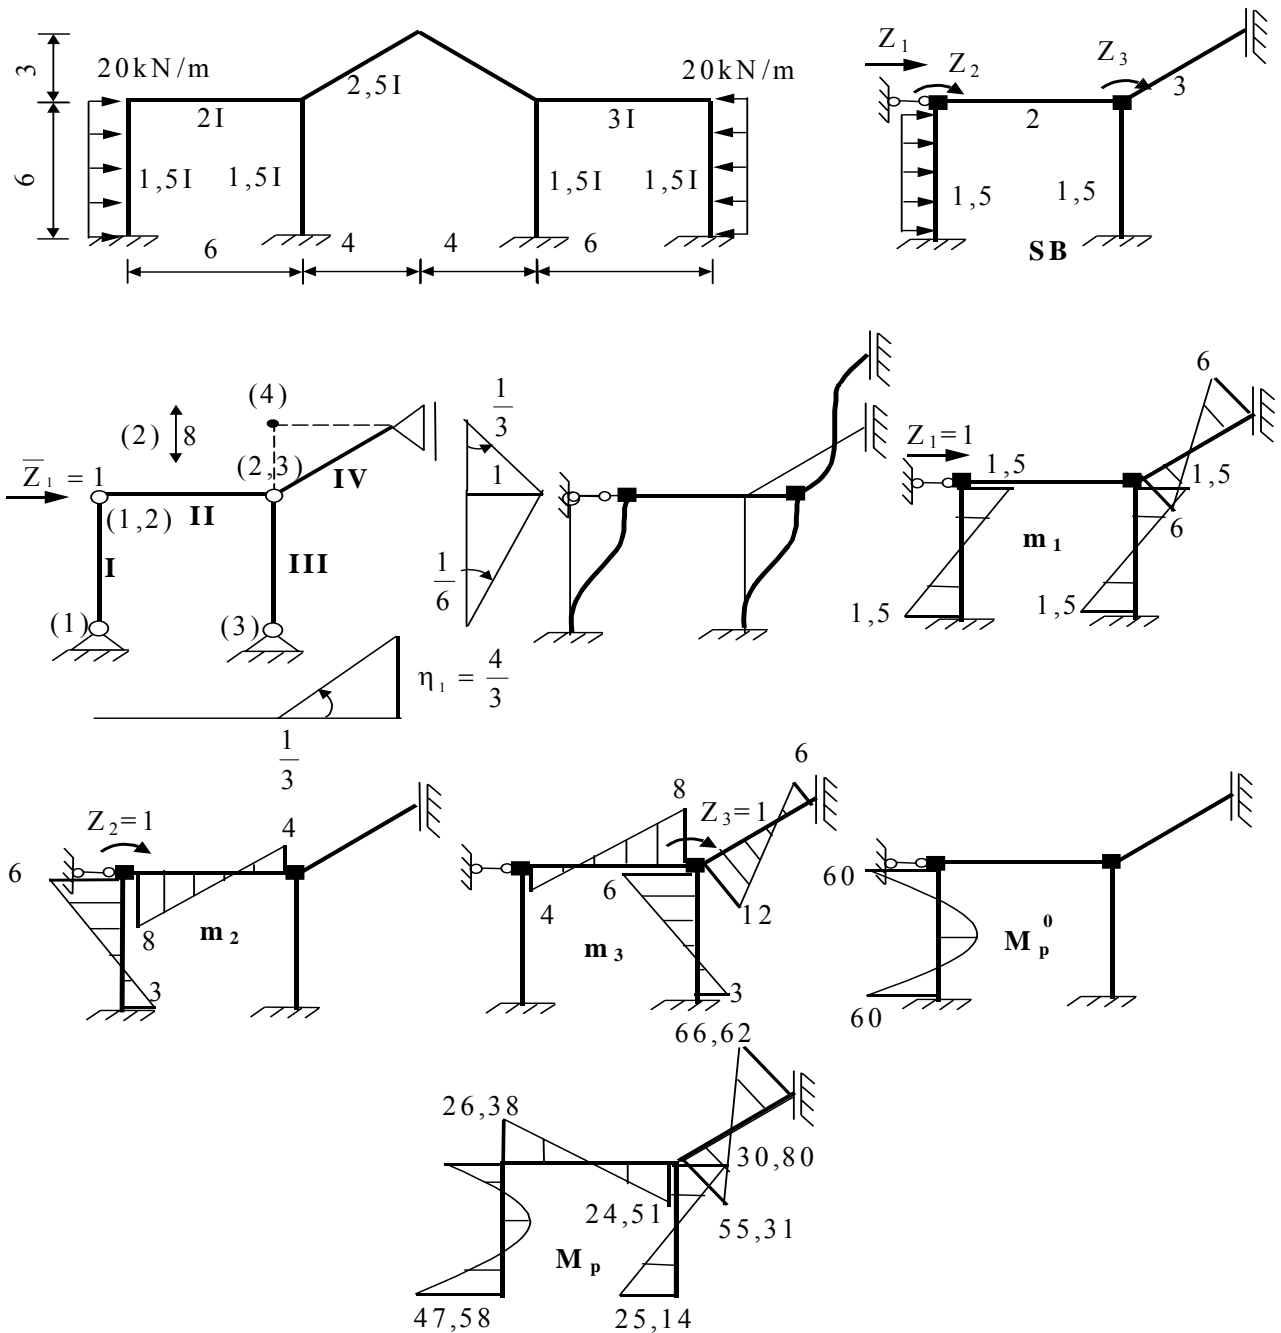 3
20kN/m
2,5I
20kN/m
2I
3I
6
1,5I
1,5I
1,5I
1,5I
6
4
4
6
Z1
Z2
Z3
3
2
1,5
1,5
SB
(4)
(2)
8
Z̅1 = 1
(2,3)
IV
(1,2)
II
I
III
(1)
(3)
1/3
1
1/6
η1 = 4/3
1/3
6
Z1=1
1,5
1,5
m1
6
1,5
1,5
Z2=1
4
6
8
m2
3
6
8
Z3=1
6
4
12
m3
3
60
Mp0
60
66,62
26,38
30,80
24,51
55,31
Mp
47,58
25,14